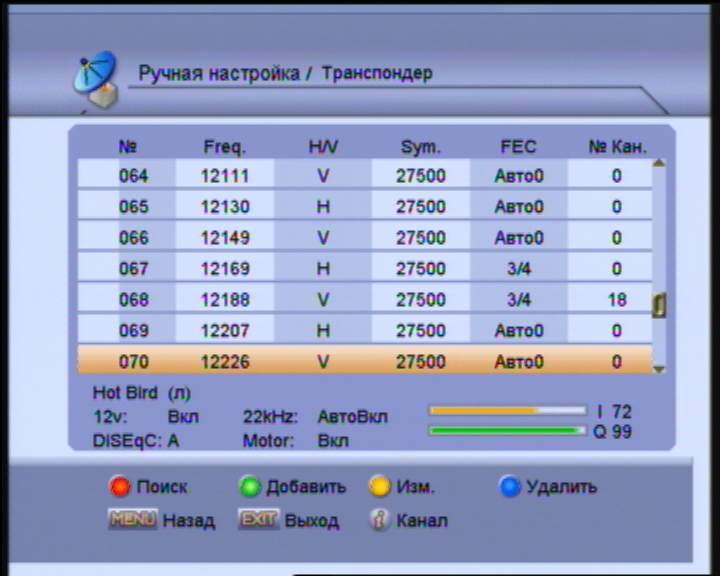 Ручная настройка / Транспондер
№ Freq. H/V Sym. FEC № Кан.
064 12111 V 27500 Авто0 0
065 12130 H 27500 Авто0 0
066 12149 V 27500 Авто0 0
067 12169 H 27500 3/4 0
068 12188 V 27500 3/4 18
069 12207 H 27500 Авто0 0
070 12226 V 27500 Авто0 0
Hot Bird (л)
12v: Вкл 22kHz: АвтоВкл I 72
DiSEqC: A Motor: Вкл Q 99
Поиск Добавить Изм. Удалить
MENU Назад EXIT Выход i Канал